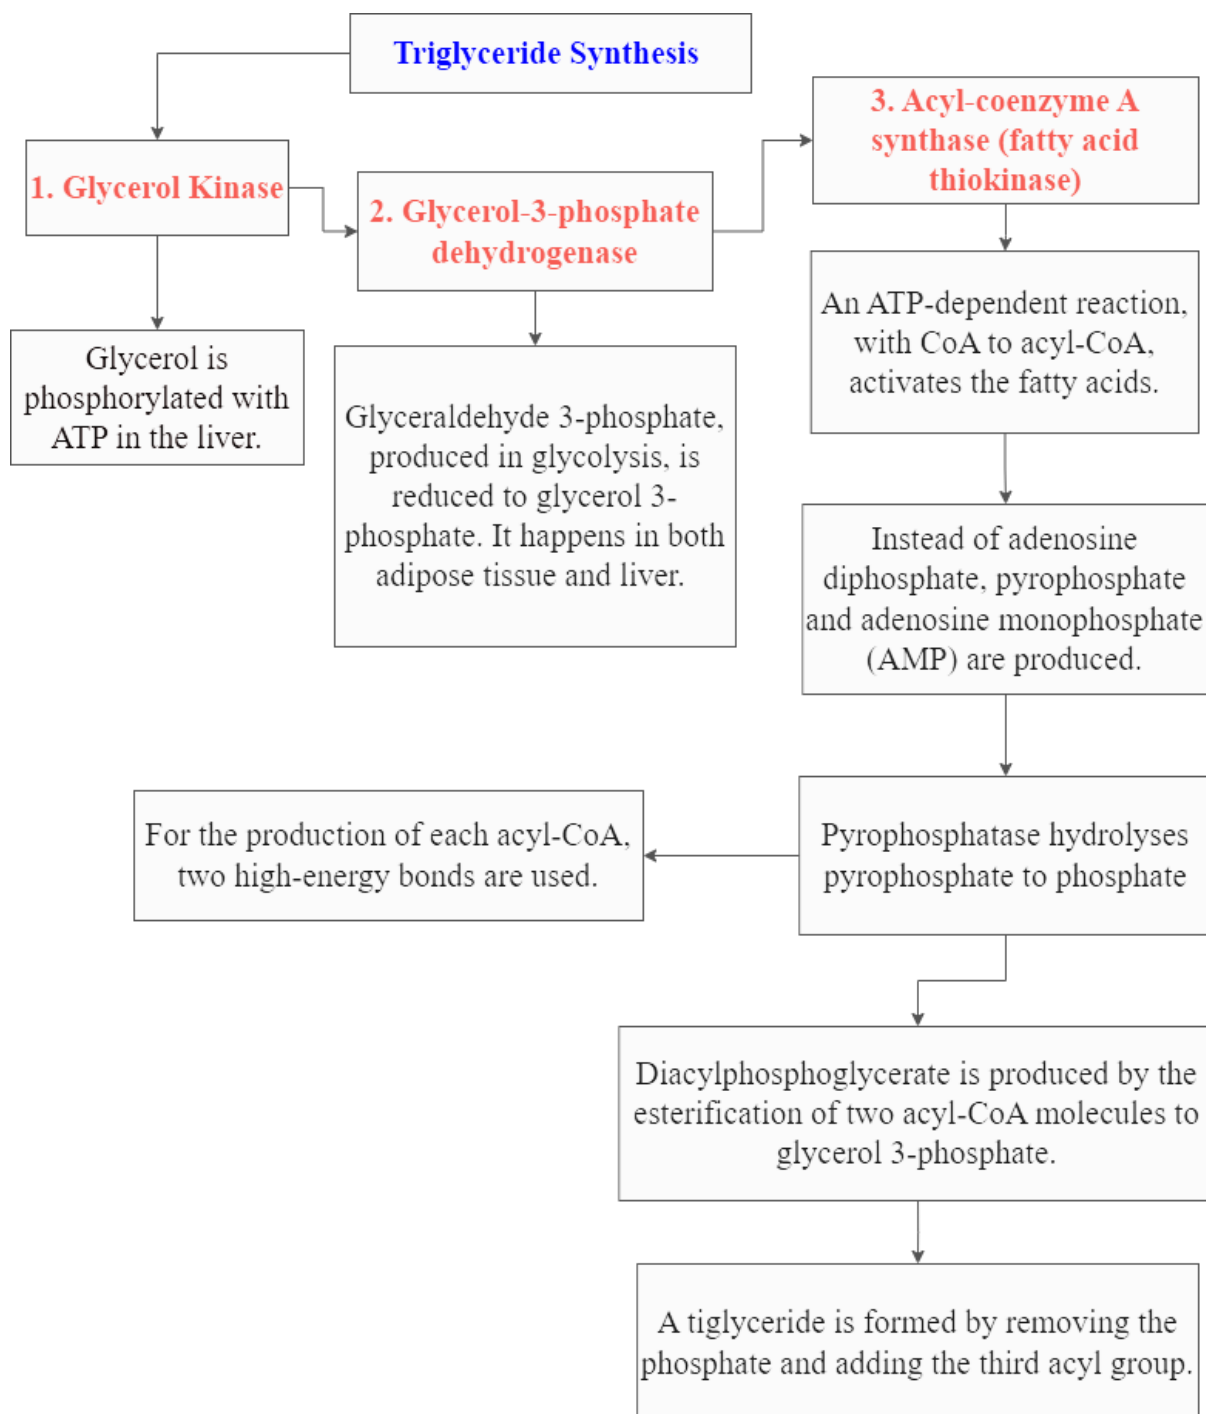 Triglyceride Synthesis
1. Glycerol Kinase
Glycerol is
phosphorylated with
ATP in the liver.
2. Glycerol-3-phosphate
dehydrogenase
Glyceraldehyde 3-phosphate,
produced in glycolysis, is
reduced to glycerol 3-
phosphate. It happens in both
adipose tissue and liver.
3. Acyl-coenzyme A
synthase (fatty acid
thiokinase)
An ATP-dependent reaction,
with CoA to acyl-CoA,
activates the fatty acids.
Instead of adenosine
diphosphate, pyrophosphate
and adenosine monophosphate
(AMP) are produced.
Pyrophosphatase hydrolyses
pyrophosphate to phosphate
For the production of each acyl-CoA,
two high-energy bonds are used.
Diacylphosphoglycerate is produced by the
esterification of two acyl-CoA molecules to
glycerol 3-phosphate.
A tiglyceride is formed by removing the
phosphate and adding the third acyl group.